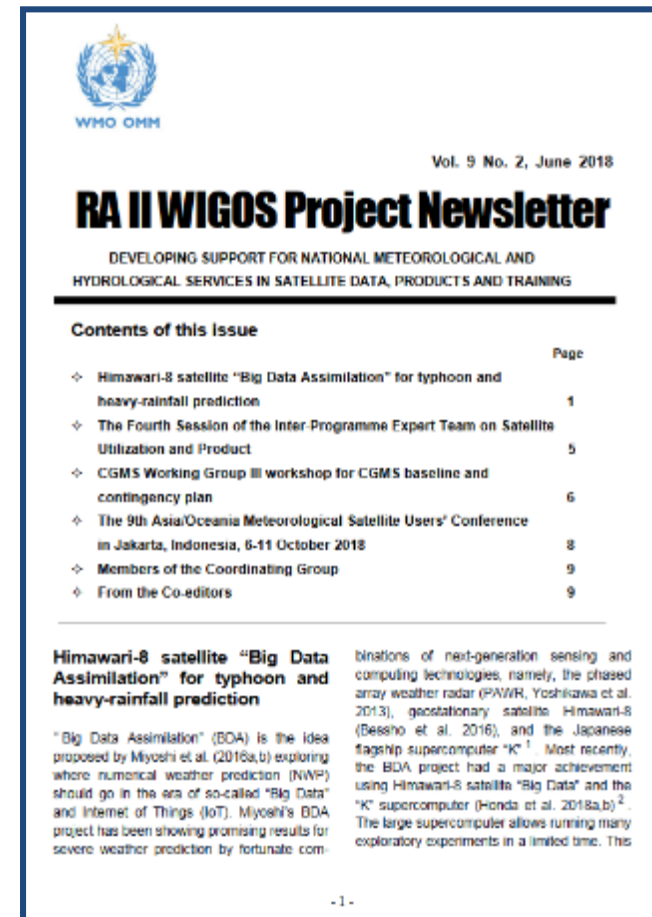 WMO OMM
Vol. 9 No. 2, June 2018
RA II WIGOS Project Newsletter
DEVELOPING SUPPORT FOR NATIONAL METEOROLOGICAL AND
HYDROLOGICAL SERVICES IN SATELLITE DATA, PRODUCTS AND TRAINING
Contents of this issue
Page
✧ Himawari-8 satellite “Big Data Assimilation” for typhoon and
heavy-rainfall prediction 1
✧ The Fourth Session of the Inter-Programme Expert Team on Satellite
Utilization and Product 5
✧ CGMS Working Group III workshop for CGMS baseline and
contingency plan 6
✧ The 9th Asia/Oceania Meteorological Satellite Users' Conference
in Jakarta, Indonesia, 6-11 October 2018 8
✧ Members of the Coordinating Group 9
✧ From the Co-editors 9
Himawari-8 satellite “Big Data
Assimilation” for typhoon and
heavy-rainfall prediction
“Big Data Assimilation” (BDA) is the idea
proposed by Miyoshi et al. (2016a,b) exploring
where numerical weather prediction (NWP)
should go in the era of so-called “Big Data”
and Internet of Things (IoT). Miyoshi's BDA
project has been showing promising results for
severe weather prediction by fortunate com-
binations of next-generation sensing and
computing technologies, namely, the phased
array weather radar (PAWR, Yoshikawa et al.
2013), geostationary satellite Himawari-8
(Bessho et al. 2016), and the Japanese
flagship supercomputer “K” 1. Most recently,
the BDA project had a major achievement
using Himawari-8 satellite “Big Data” and the
“K” supercomputer (Honda et al. 2018a,b) 2.
The large supercomputer allows running many
exploratory experiments in a limited time. This
- 1 -